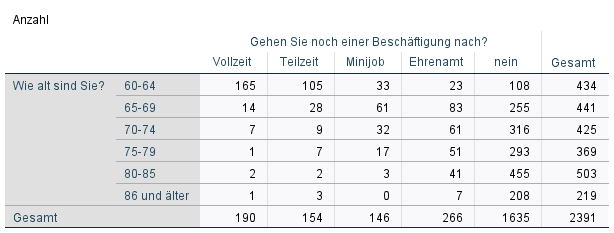 Anzahl
Gehen Sie noch einer Beschäftigung nach?
Vollzeit Teilzeit Minijob Ehrenamt nein Gesamt
Wie alt sind Sie? 60-64 165 105 33 23 108 434
65-69 14 28 61 83 255 441
70-74 7 9 32 61 316 425
75-79 1 7 17 51 293 369
80-85 2 2 3 41 455 503
86 und älter 1 3 0 7 208 219
Gesamt 190 154 146 266 1635 2391